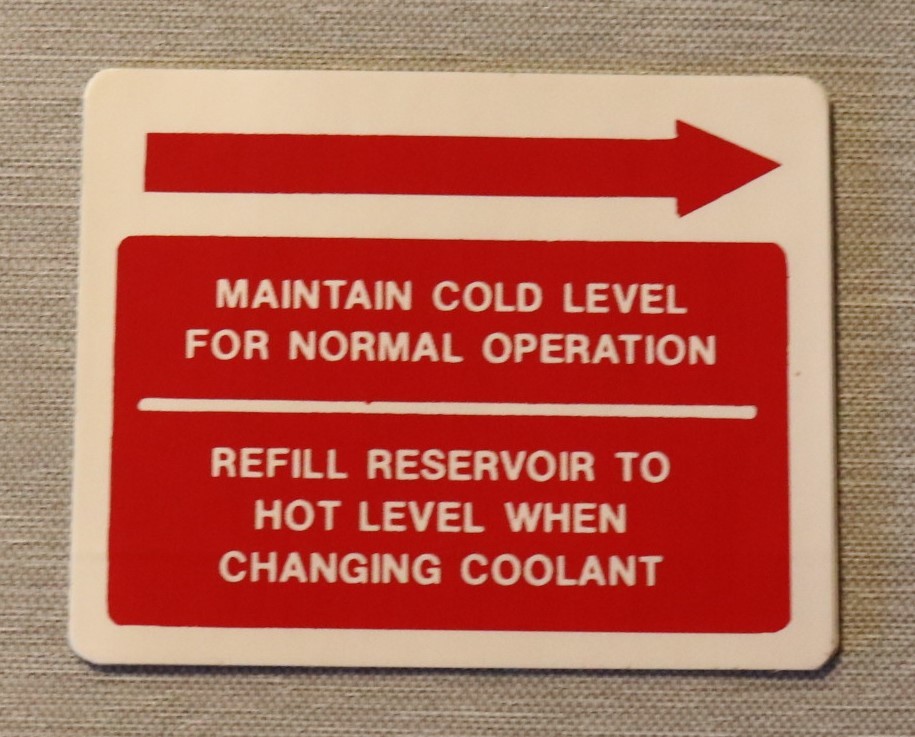 MAINTAIN COLD LEVEL
FOR NORMAL OPERATION
REFILL RESERVOIR TO
HOT LEVEL WHEN
CHANGING COOLANT